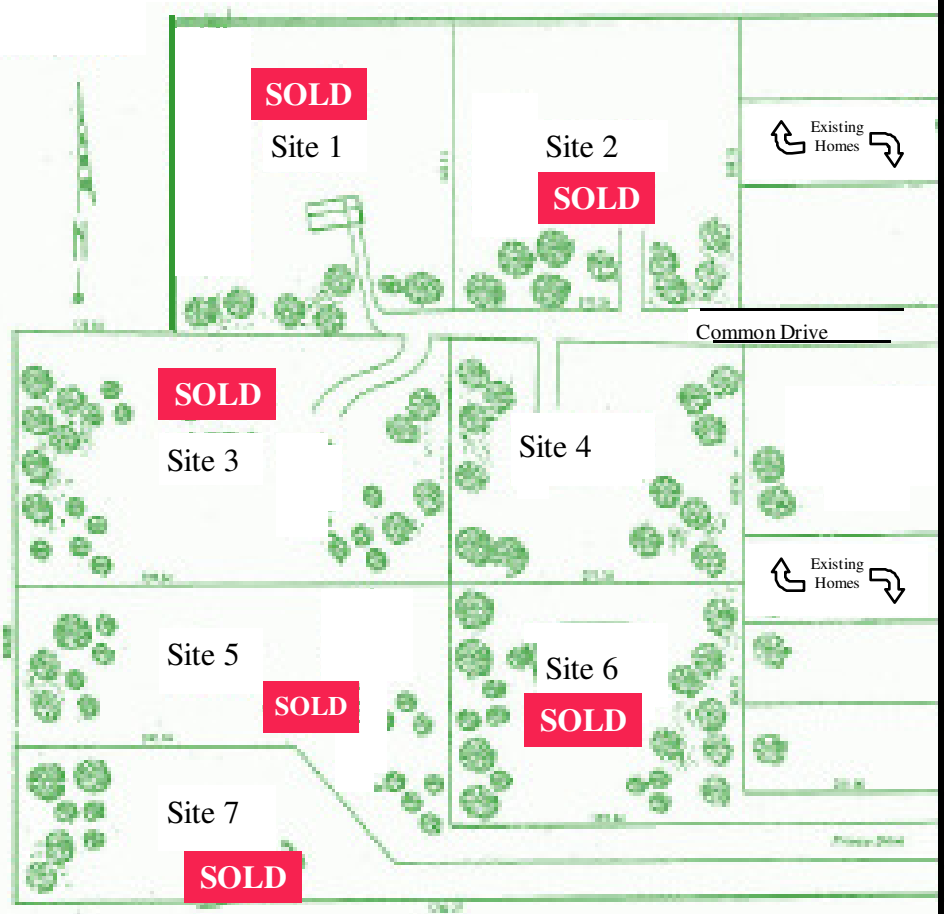 SOLD
Site 1
Site 2
SOLD
Existing
Homes
Common Drive
SOLD
Site 3
Site 4
Existing
Homes
Site 5
SOLD
Site 6
SOLD
Site 7
SOLD